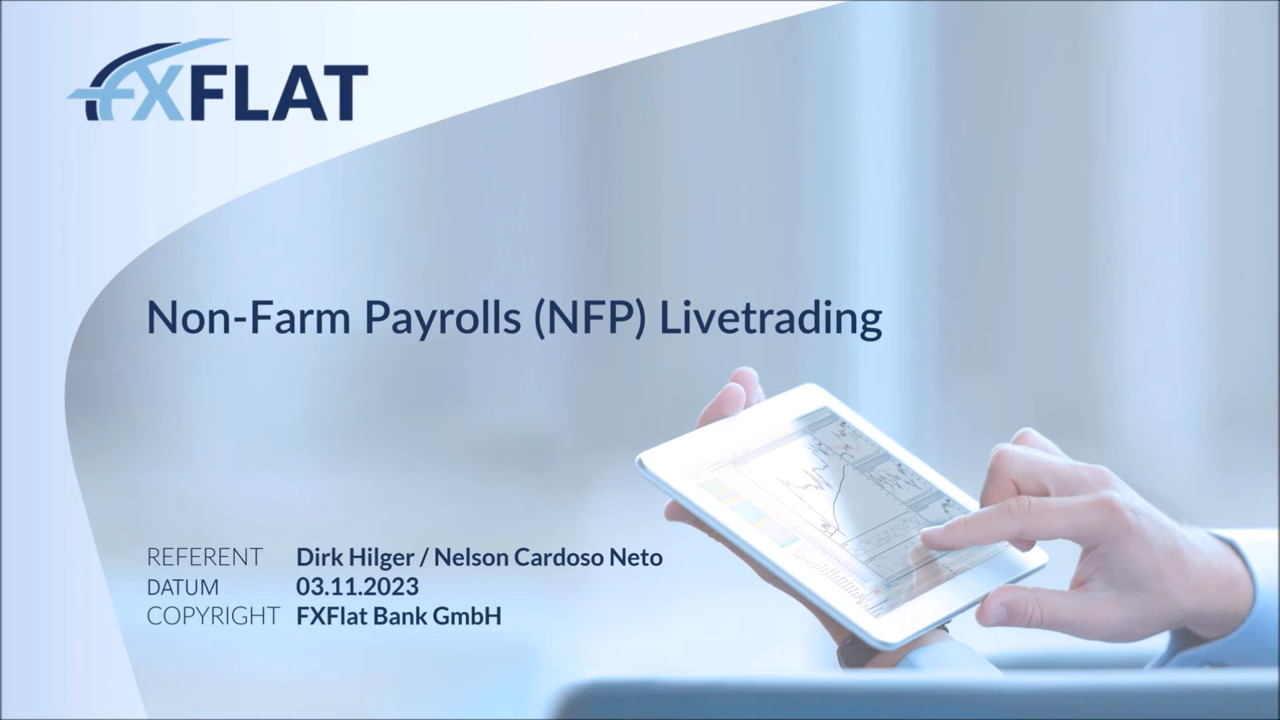 FXFLAT
Non-Farm Payrolls (NFP) Livetrading
REFERENT Dirk Hilger / Nelson Cardoso Neto
DATUM 03.11.2023
COPYRIGHT FXFlat Bank GmbH